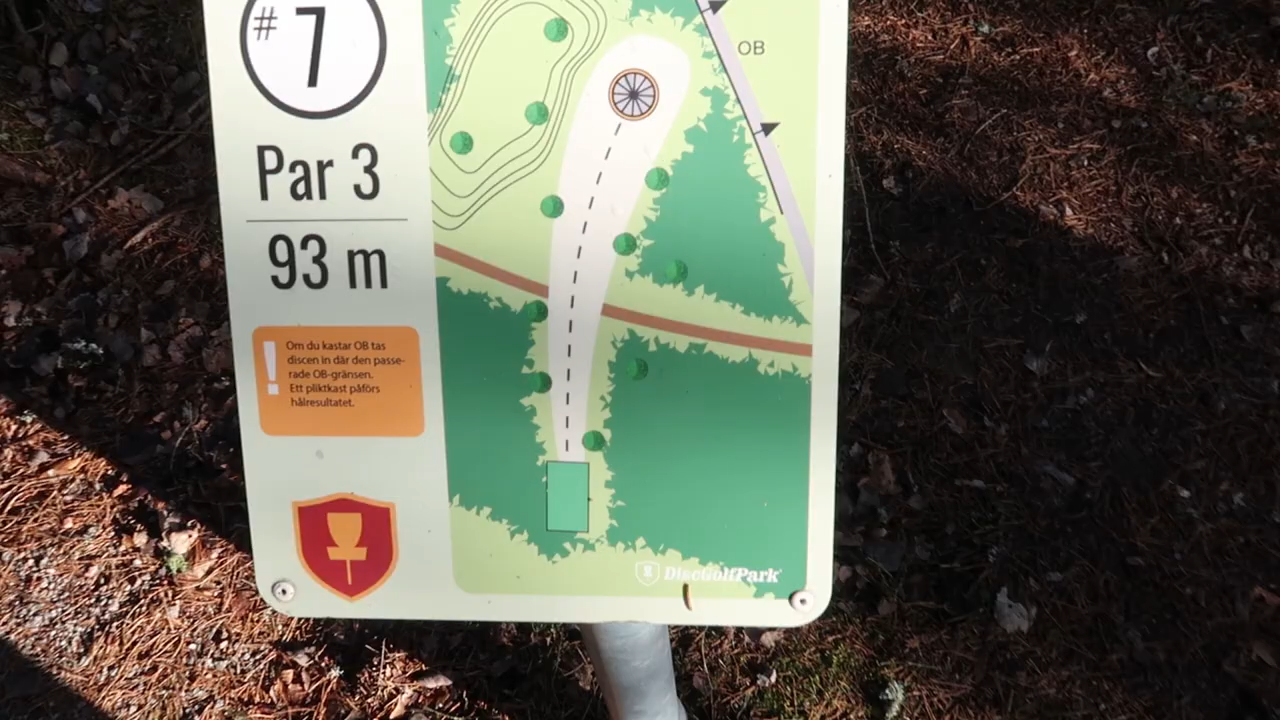 # 7
OB
Par 3
93 m
Om du kastar OB tas
discen in där den passe-
rade OB-gränsen.
Ett pliktkast påförs
hålresultatet.
!
DiscGolfPark